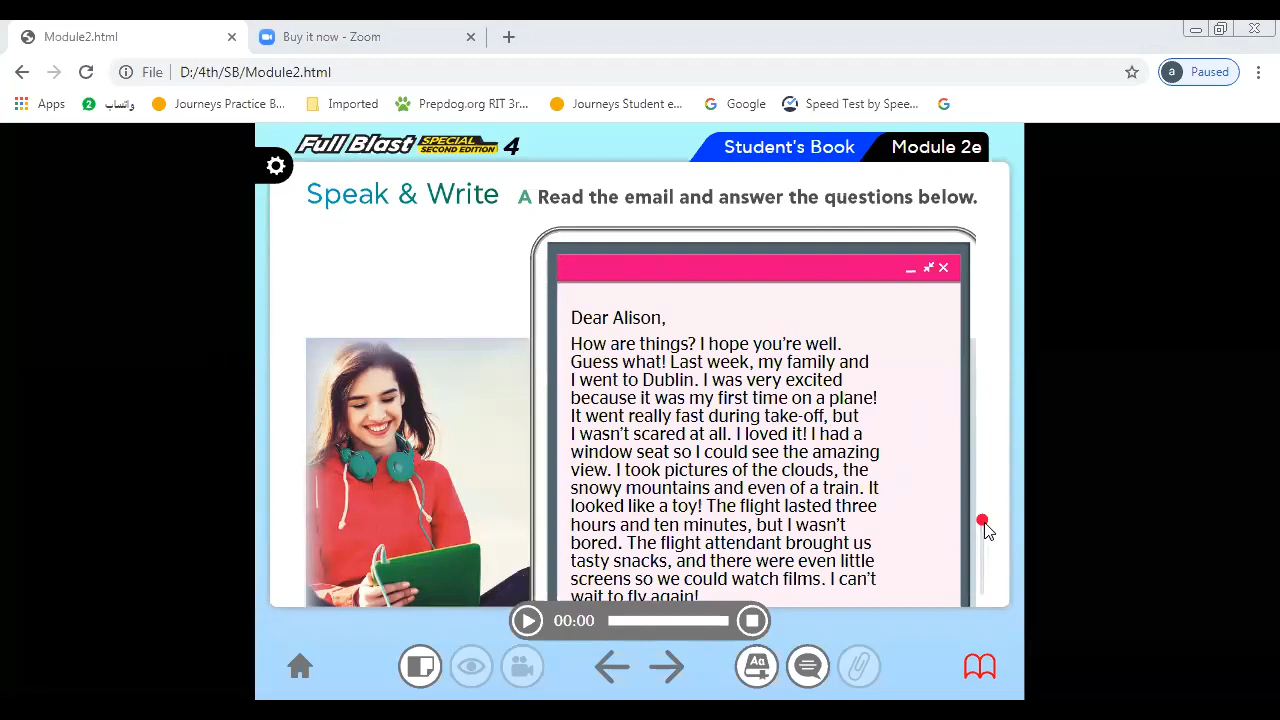 Module2.html
Buy it now - Zoom
File
D:/4th/SB/Module2.html
a Paused
Apps
2 واتساب
Journeys Practice B...
Imported
Prepdog.org RIT 3r...
Journeys Student e...
Google
Speed Test by Spee...
Full Blast SPECIAL SECOND EDITION 4
Student's Book
Module 2e
Speak & Write
A Read the email and answer the questions below.
Dear Alison,
How are things? I hope you're well.
Guess what! Last week, my family and
I went to Dublin. I was very excited
because it was my first time on a plane!
It went really fast during take-off, but
I wasn't scared at all. I loved it! I had a
window seat so I could see the amazing
view. I took pictures of the clouds, the
snowy mountains and even of a train. It
looked like a toy! The flight lasted three
hours and ten minutes, but I wasn't
bored. The flight attendant brought us
tasty snacks, and there were even little
screens so we could watch films. I can't
wait to fly again!
00:00
Aa